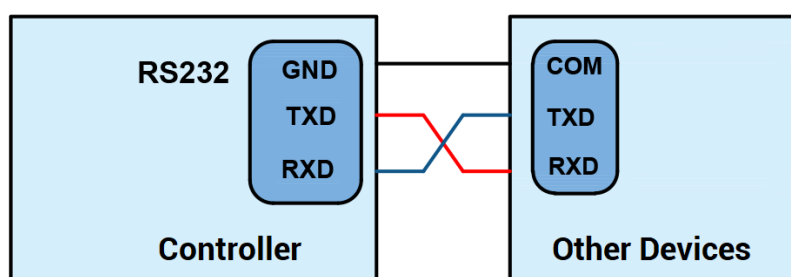 RS232
GND
TXD
RXD
COM
TXD
RXD
Controller
Other Devices